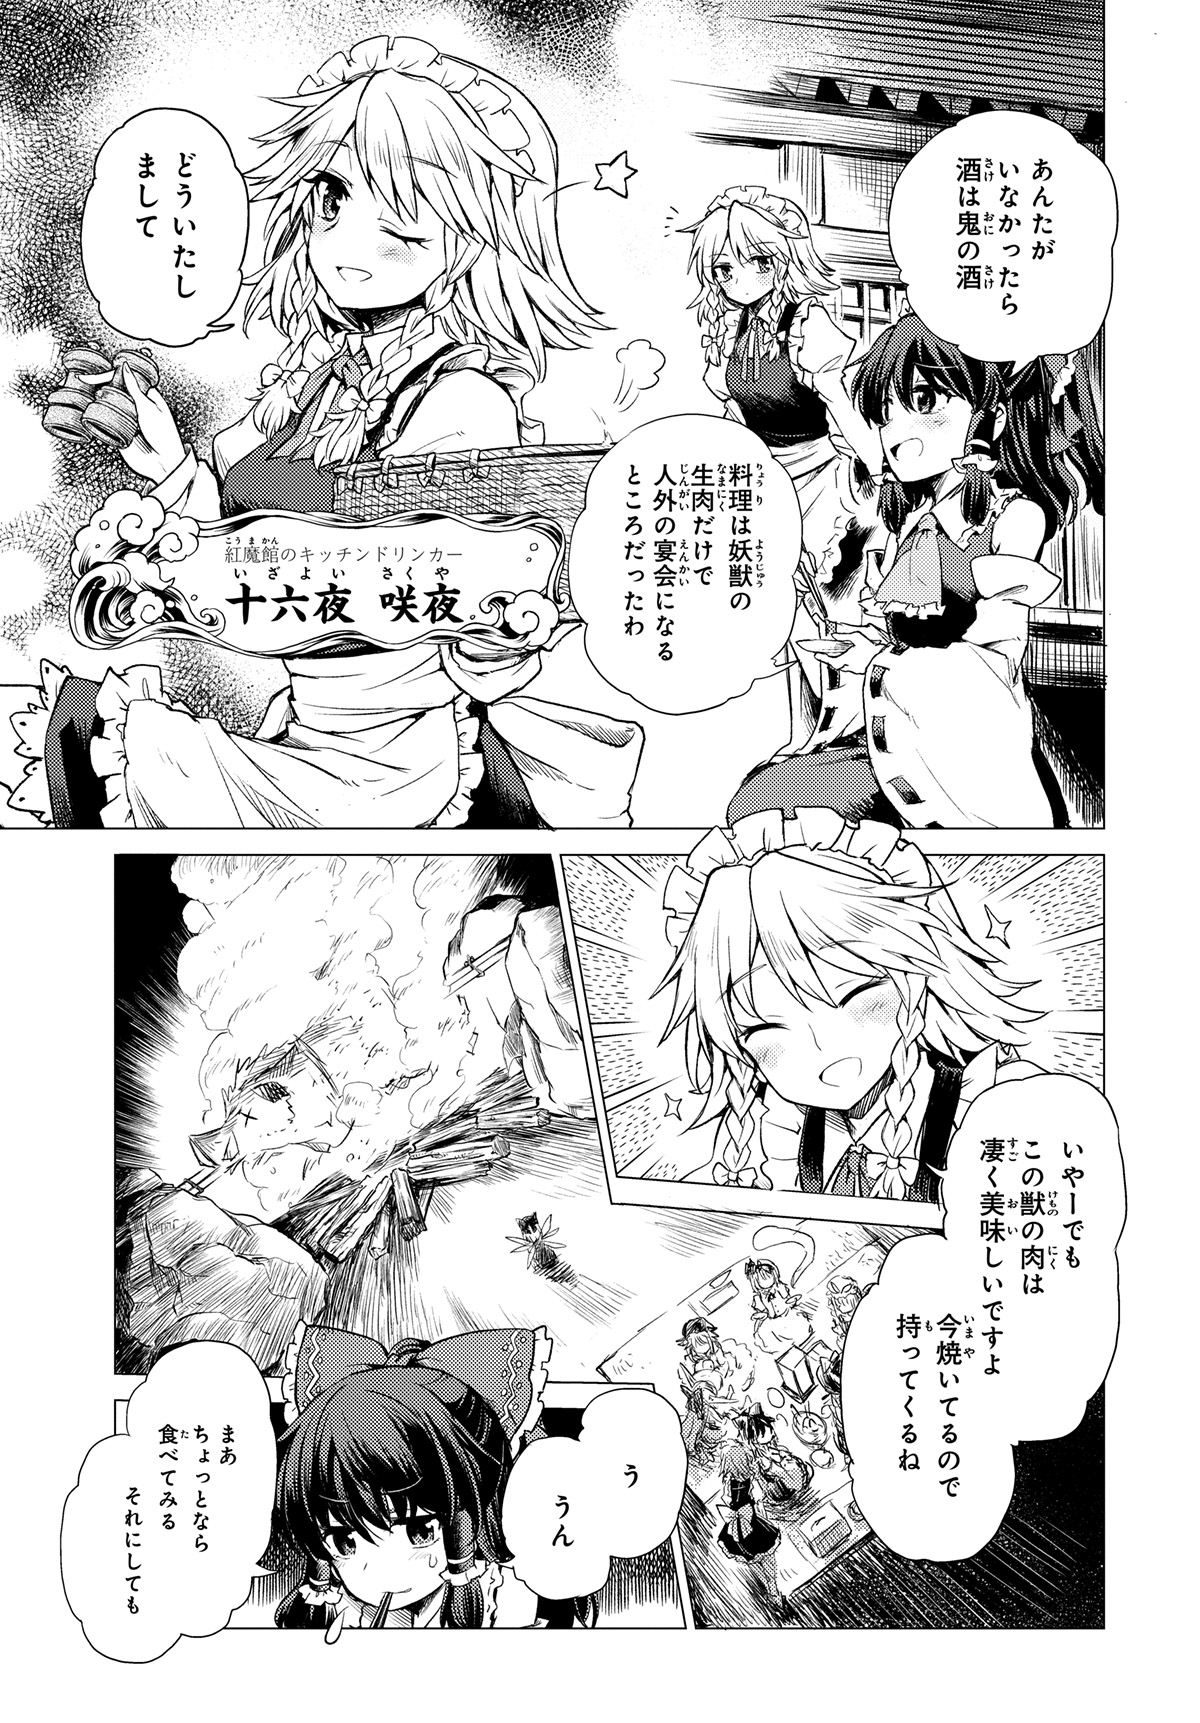 あんたが
いなかったら
酒は鬼の酒
料理は妖獣の
生肉だけで
人外の宴会になる
ところだったわ
どういたし
まして
紅魔館のキッチンドリンカー
十六夜 咲夜
いやーでも
この獣の肉は
凄く美味しいですよ
今焼いてるので
持ってくるね
う
うん
まあ
ちょっとなら
食べてみる
それにしても